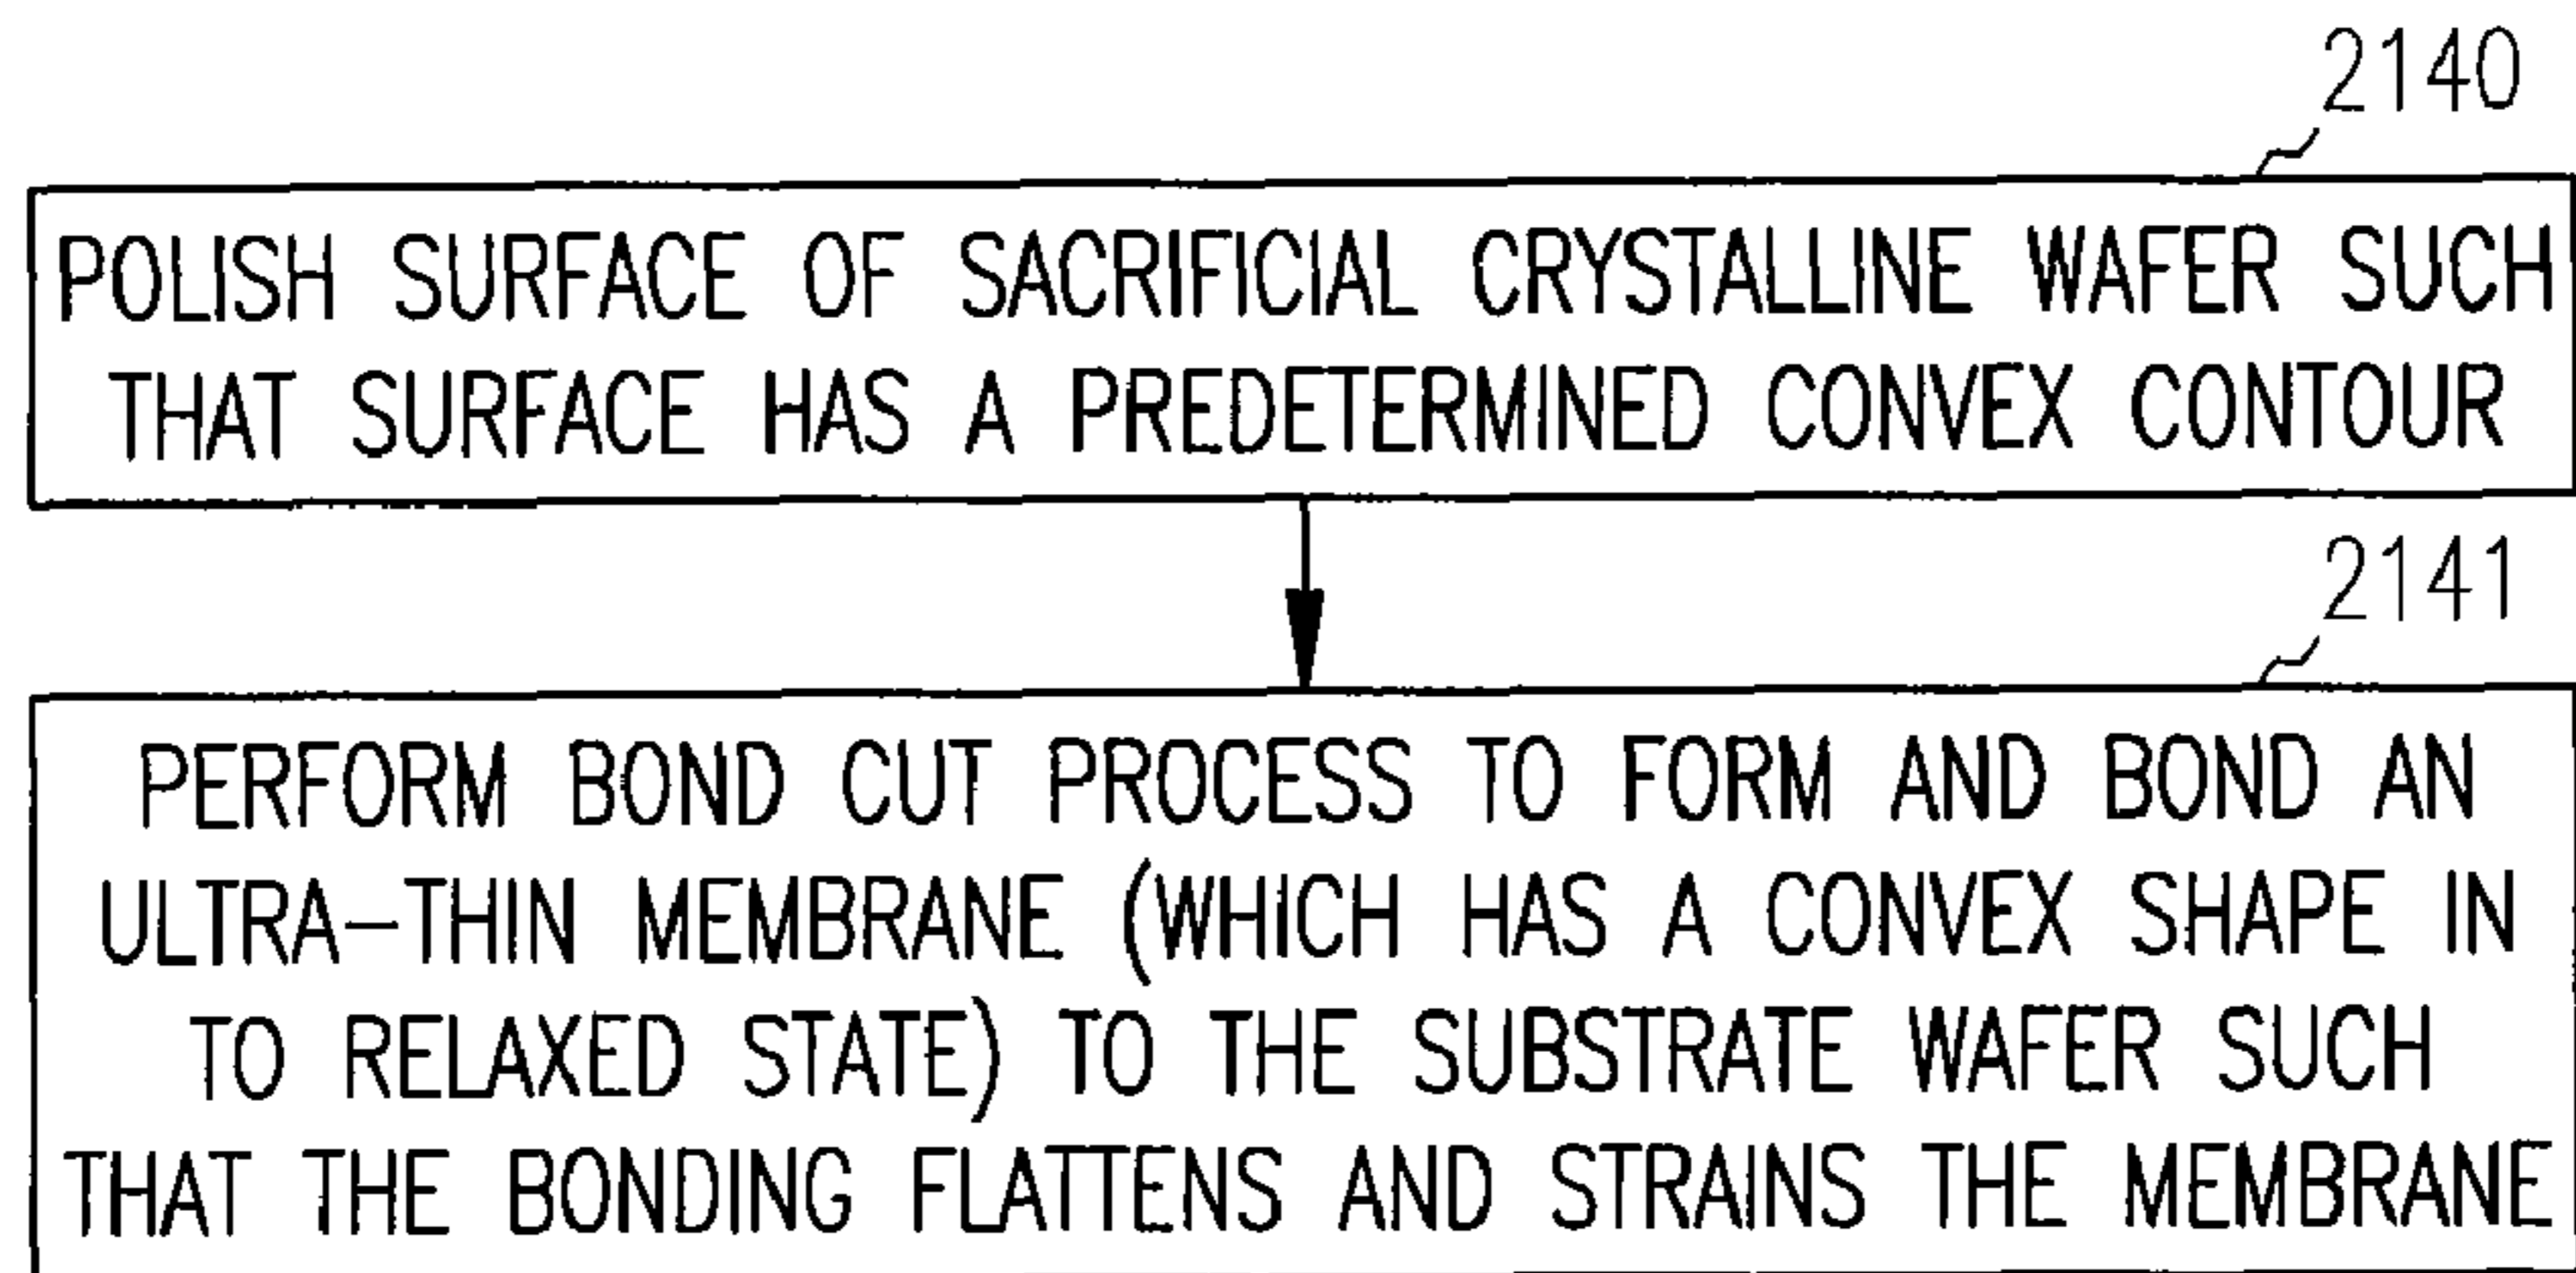 2140
POLISH SURFACE OF SACRIFICIAL CRYSTALLINE WAFER SUCH
THAT SURFACE HAS A PREDETERMINED CONVEX CONTOUR
2141
PERFORM BOND CUT PROCESS TO FORM AND BOND AN
ULTRA-THIN MEMBRANE (WHICH HAS A CONVEX SHAPE IN
TO RELAXED STATE) TO THE SUBSTRATE WAFER SUCH
THAT THE BONDING FLATTENS AND STRAINS THE MEMBRANE